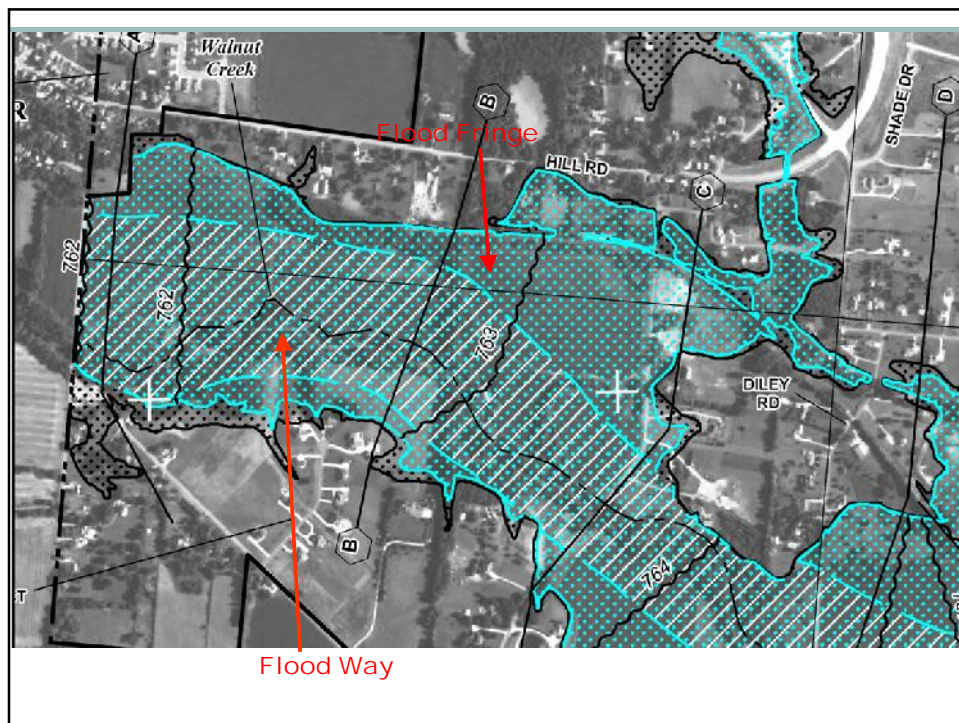 A
Walnut
Creek
R
B
Flood Fringe
HILL RD
SHADE DR
D
C
762
762
763
DILEY
RD
B
764
Flood Way